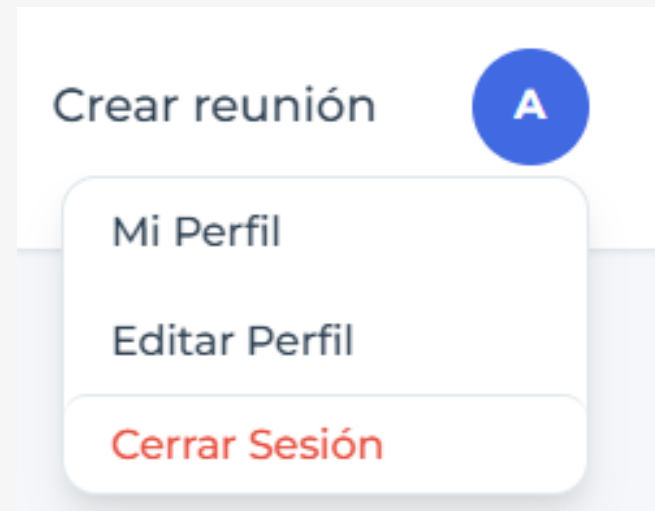 Crear reunión
A
Mi Perfil
Editar Perfil
Cerrar Sesión